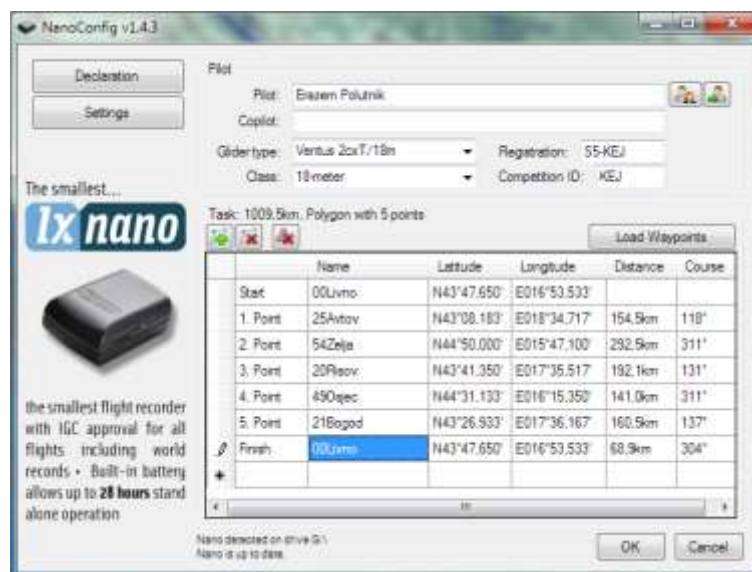 NanoConfig v1.4.3
Declaration
Settings
The smallest...
lx nano
the smallest flight recorder
with IGC approval for all
flights including world
records • Built-in battery
allows up to 28 hours stand
alone operation
Pilot
Pilot: Erazem Polutnik
Copilot:
Glider type: Ventus 2cxT/18m Registration: S5-KEJ
Class: 18-meter Competition ID: KEJ
Task: 1009.5km, Polygon with 5 points
Load Waypoints
Name Latitude Longitude Distance Course
Start 00Livno N43°47.650' E016°53.533'
1. Point 25Avtov N43°08.183' E018°34.717' 154.5km 118°
2. Point 54Zelja N44°50.000' E015°47.100' 292.5km 311°
3. Point 20Risov N43°41.350' E017°35.517' 192.1km 131°
4. Point 49Osjec N44°31.133' E016°15.350' 141.0km 311°
5. Point 21Bogod N43°26.933' E017°36.167' 160.5km 137°
Finish 00Livno N43°47.650' E016°53.533' 68.9km 304°
Nano detected on drive G:\
Nano is up to date.
OK Cancel